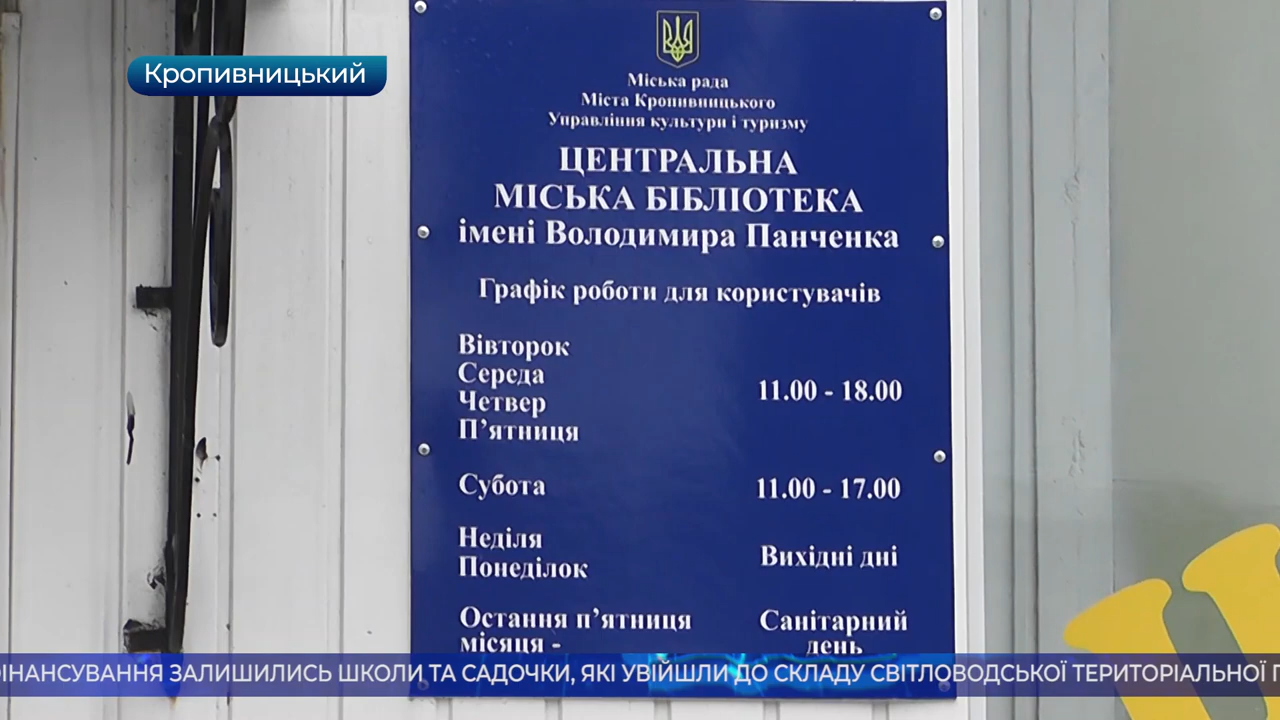 Кропивницький
Міська рада
Міста Кропивницького
Управління культури і туризму
ЦЕНТРАЛЬНА
МІСЬКА БІБЛІОТЕКА
імені Володимира Панченка
Графік роботи для користувачів
Вівторок
Середа
Четвер
П’ятниця
11.00 - 18.00
Субота
11.00 - 17.00
Неділя
Понеділок
Вихідні дні
Остання п’ятниця
місяця -
Санітарний
день
ІНАНСУВАННЯ ЗАЛИШИЛИСЬ ШКОЛИ ТА САДОЧКИ, ЯКІ УВІЙШЛИ ДО СКЛАДУ СВІТЛОВОДСЬКОЇ ТЕРИТОРІАЛЬНОЇ